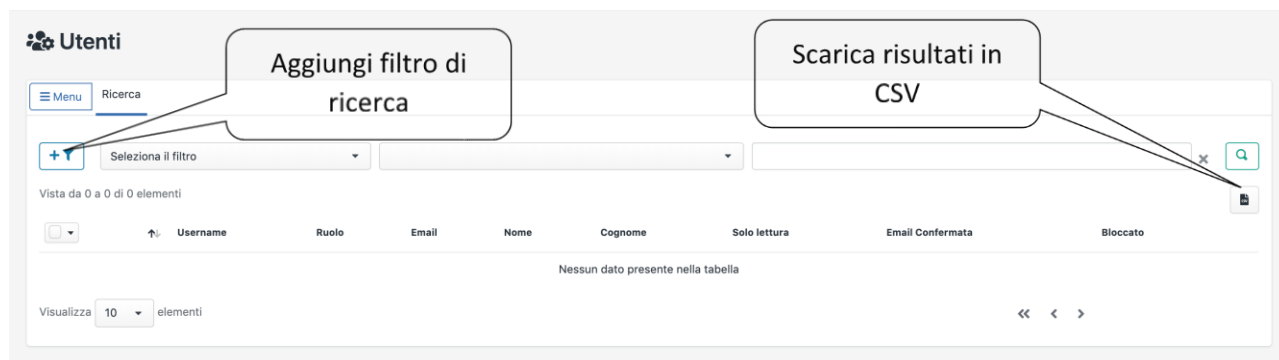 Utenti
Aggiungi filtro di
ricerca
Scarica risultati in
CSV
Menu
Ricerca
Seleziona il filtro
Vista da 0 a 0 di 0 elementi
Username Ruolo Email Nome Cognome Solo lettura Email Confermata Bloccato
Nessun dato presente nella tabella
Visualizza 10 elementi